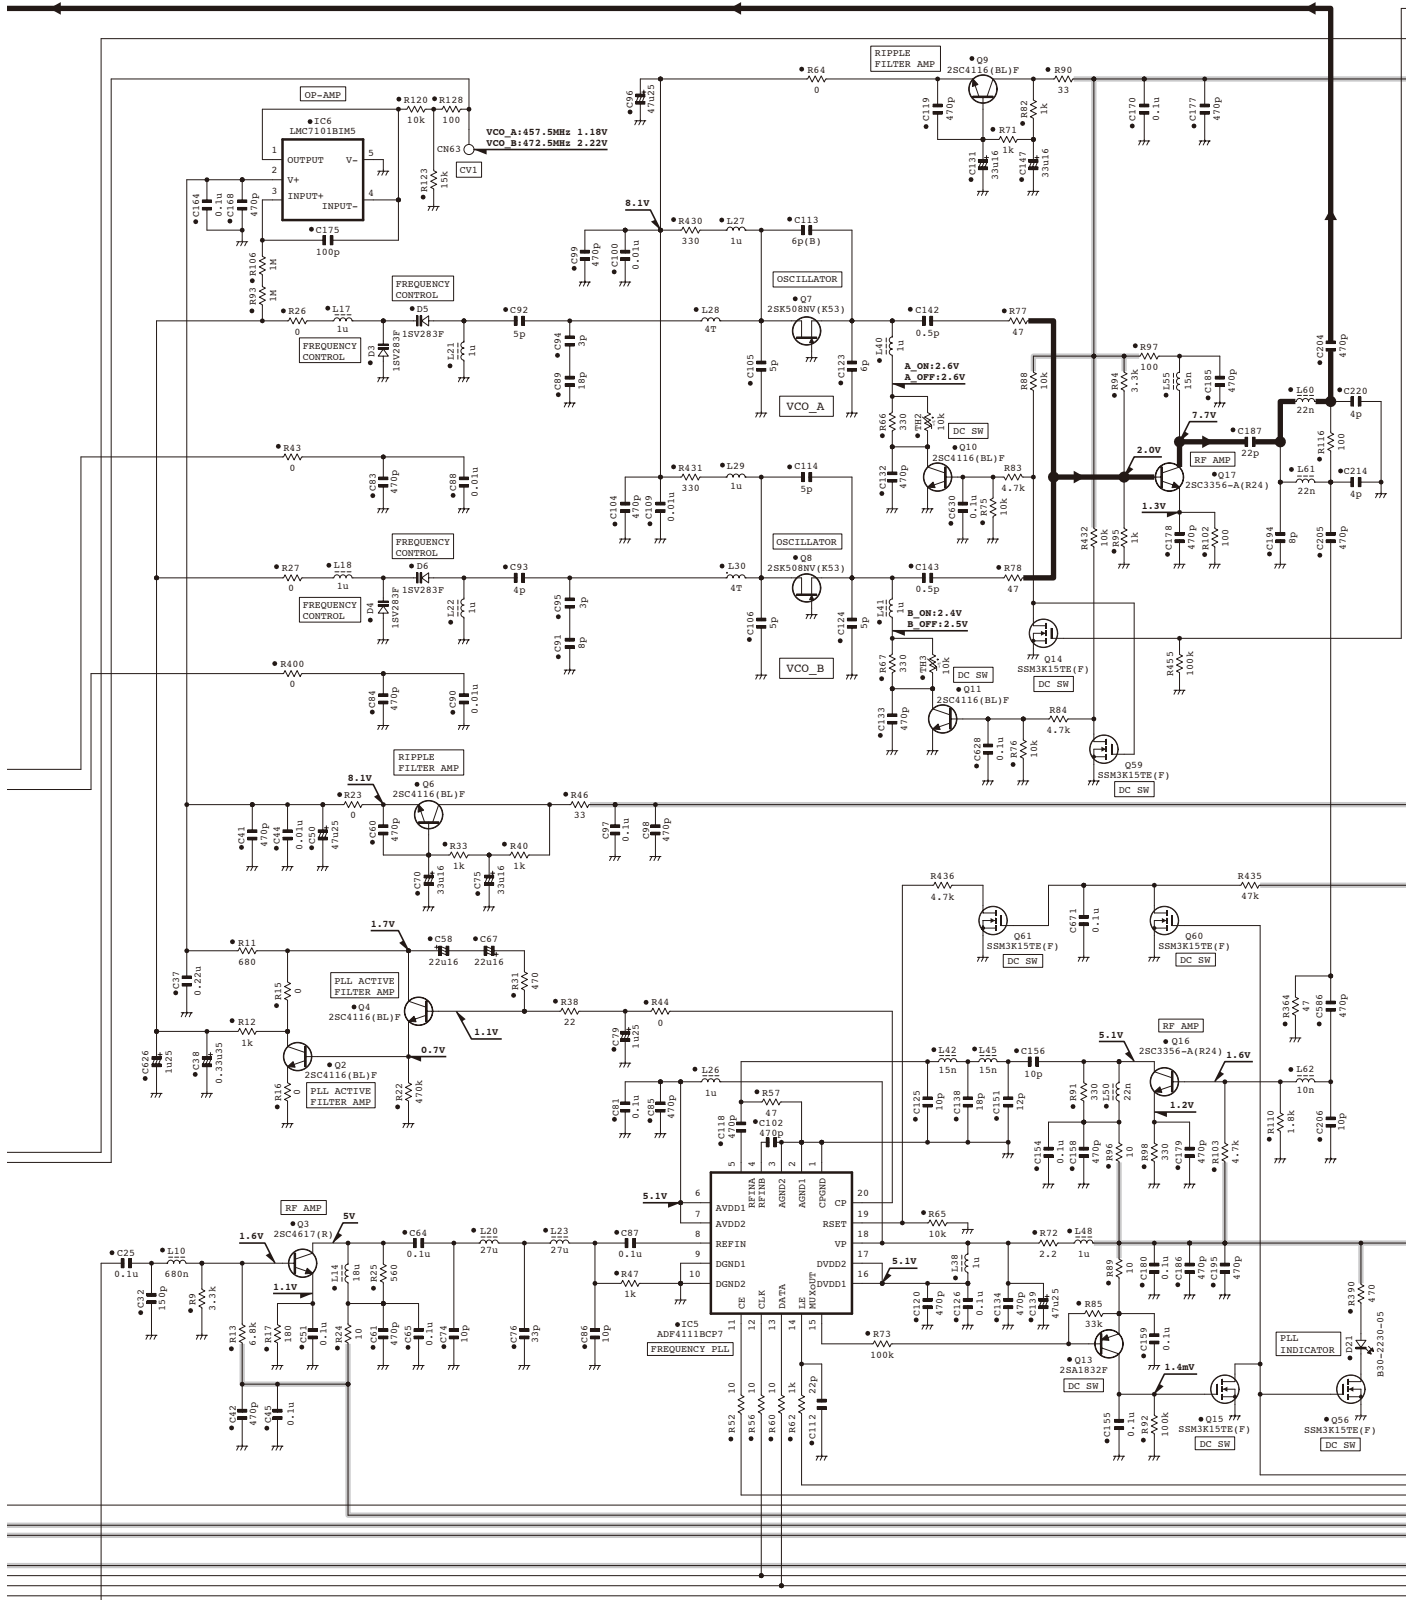 RIPPLE
FILTER AMP
Q9
2SC4116(BL)F
R64
0
R90
33
C96
47u25
C119
470p
R82
1k
R71
1k
C131
33u16
C147
33u16
C170
0.1u
C177
470p
OP-AMP
IC6
LMC7101BIM5
R120
10k
R128
100
CN63
CV1
VCO_A:457.5MHz 1.18V
VCO_B:472.5MHz 2.22V
1
OUTPUT
V-
5
2
V+
3
INPUT+
INPUT-
4
R123
15k
C164
0.1u
C168
470p
C175
100p
R106
1M
R93
1M
8.1V
R430
330
L27
1u
C113
6p(B)
C99
470p
C100
0.01u
FREQUENCY
CONTROL
OSCILLATOR
R26
0
L17
1u
D5
1SV283F
C92
5p
L28
4T
Q7
2SK508NV(K53)
C142
0.5p
R77
47
FREQUENCY
CONTROL
D3
1SV283F
L21
1u
C94
3p
C89
18p
C105
5p
C123
6p
L40
1u
A_ON:2.6V
A_OFF:2.6V
VCO_A
R88
10k
R94
3.3k
R97
100
L55
15n
C185
470p
C204
470p
L60
22n
C220
4p
7.7V
C187
22p
R116
100
R66
330
TH2
10k
DC SW
Q10
2SC4116(BL)F
2.0V
RF AMP
Q17
2SC3356-A(R24)
L61
22n
C214
4p
R43
0
C83
470p
C88
0.01u
R431
330
L29
1u
C114
5p
C104
470p
C109
0.01u
C132
470p
C630
0.1u
R75
10k
R83
4.7k
1.3V
R432
10k
R95
1k
C178
470p
R102
100
C194
8p
C205
470p
FREQUENCY
CONTROL
OSCILLATOR
R27
0
L18
1u
D6
1SV283F
C93
4p
L30
4T
Q8
2SK508NV(K53)
C143
0.5p
R78
47
FREQUENCY
CONTROL
D4
1SV283F
L22
1u
C95
3p
C91
8p
C106
5p
C124
5p
L41
1u
B_ON:2.4V
B_OFF:2.5V
VCO_B
R67
330
TH3
10k
DC SW
Q11
2SC4116(BL)F
Q14
SSM3K15TE(F)
DC SW
R455
100k
R400
0
C84
470p
C90
0.01u
C133
470p
C628
0.1u
R76
10k
R84
4.7k
Q59
SSM3K15TE(F)
DC SW
RIPPLE
FILTER AMP
8.1V
Q6
2SC4116(BL)F
R23
0
R46
33
C41
470p
C44
0.01u
C50
47u25
C60
470p
R33
1k
R40
1k
C97
0.1u
C98
470p
C70
33u16
C75
33u16
R436
4.7k
R435
47k
Q61
SSM3K15TE(F)
DC SW
C671
0.1u
Q60
SSM3K15TE(F)
DC SW
1.7V
R11
680
C58
22u16
C67
22u16
C37
0.22u
R15
0
PLL ACTIVE
FILTER AMP
Q4
2SC4116(BL)F
R31
470
R38
22
R44
0
1.1V
R364
47
C586
470p
R12
1k
0.7V
C79
1u25
C626
1u25
C38
0.33u35
Q2
2SC4116(BL)F
PLL ACTIVE
FILTER AMP
R16
0
R22
470k
RF AMP
5.1V
Q16
2SC3356-A(R24)
1.6V
L42
15n
L45
15n
C156
10p
L62
10n
L26
1u
C81
0.1u
C85
470p
R57
47
C118
470p
C102
470p
C125
10p
C138
18p
C151
12p
R91
330
L50
22n
1.2V
R110
1.8k
C206
10p
C154
0.1u
C158
470p
R96
10
R98
330
C179
470p
R103
4.7k
5
4
3
2
1
RFINA
RFINB
AGND2
AGND1
CPGND
5.1V
6
AVDD1
7
AVDD2
8
REFIN
9
DGND1
10
DGND2
20
CP
19
RSET
18
VP
17
DVDD2
16
DVDD1
CE
CLK
DATA
LE
MUXoUT
11
12
13
14
15
IC5
ADF4111BCP7
FREQUENCY PLL
RF AMP
Q3
2SC4617(R)
5V
1.6V
C25
0.1u
L10
680n
C32
150p
R9
3.3k
1.1V
L14
18u
R25
560
C64
0.1u
L20
27u
L23
27u
C87
0.1u
R47
1k
R13
6.8k
R17
180
C51
0.1u
R24
10
C61
470p
C65
0.1u
C74
10p
C76
33p
C86
10p
C42
470p
C45
0.1u
R65
10k
R72
2.2
L48
1u
5.1V
L38
1u
C120
470p
C126
0.1u
C134
470p
C139
47u25
R89
10
C180
0.1u
C186
470p
C195
470p
R390
470
R85
33k
R73
100k
Q13
2SA1832F
DC SW
C159
0.1u
PLL
INDICATOR
D21
B30-2230-05
1.4mV
C155
0.1u
R92
100k
Q15
SSM3K15TE(F)
DC SW
Q56
SSM3K15TE(F)
DC SW
R52
10
R56
10
R60
10
R62
1k
C112
22p